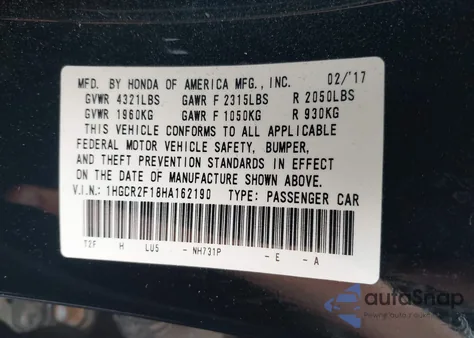 MFD. BY HONDA OF AMERICA MFG., INC. 02/'17
GVWR 4321LBS GAWR F 2315LBS R 2050LBS
GVWR 1960KG GAWR F 1050KG R 930KG
THIS VEHICLE CONFORMS TO ALL APPLICABLE
FEDERAL MOTOR VEHICLE SAFETY, BUMPER,
AND THEFT PREVENTION STANDARDS IN EFFECT
ON THE DATE OF MANUFACTURE SHOWN ABOVE.
V.I.N.: 1HGCR2F18HA162190 TYPE: PASSENGER CAR
T2F H LU5 - NH731P - E - A
autoSnap